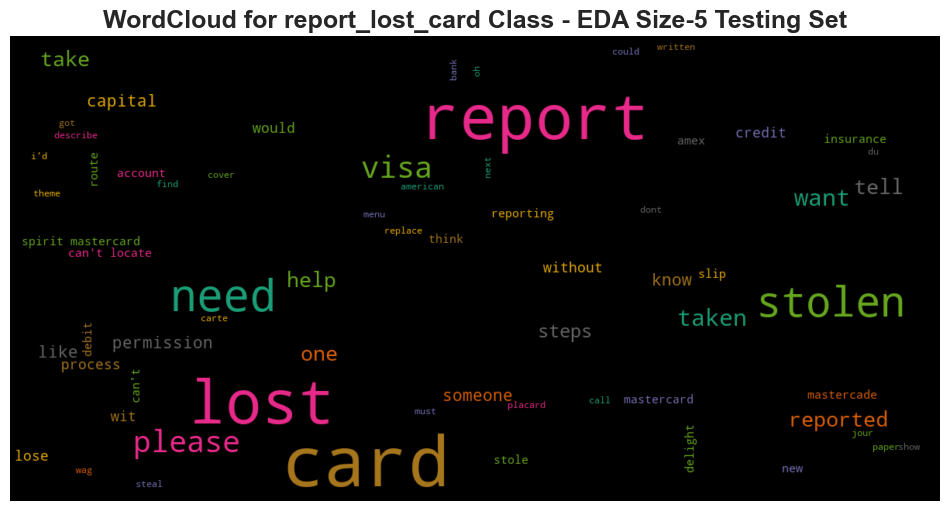 WordCloud for report_lost_card Class - EDA Size-5 Testing Set
could
written
take
bank
oh
capital
report
got
describe
would
amex
credit
insurance
du
i'd
route
account
find
cover
visa
american
next
theme
want
tell
menu
reporting
dont
replace
think
spirit mastercard
can't locate
without
know
slip
need
help
stolen
carte
taken
steps
like
debit
permission
process
one
can't
lost
someone
placard
must
call
mastercard
mastercade
wit
please
reported
card
delight
jour
paper
show
lose
wag
steal
stole
new